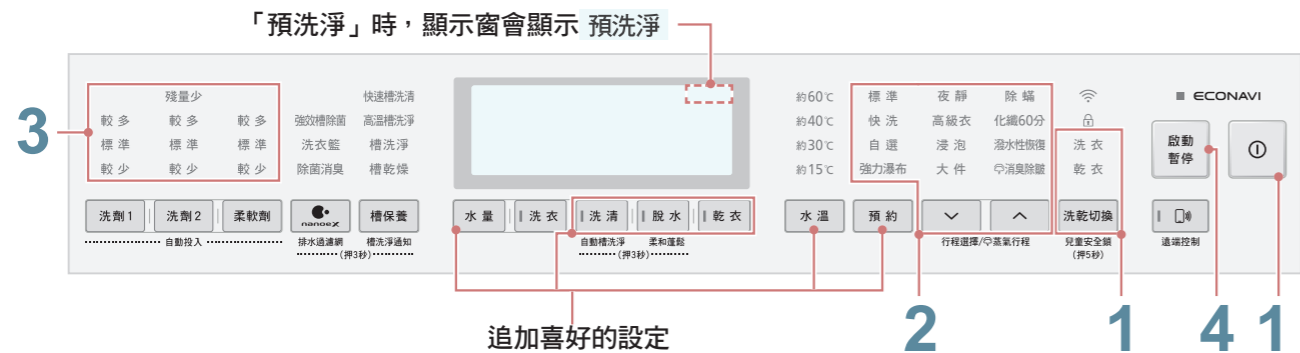 「預洗淨」時，顯示窗會顯示 預洗淨
殘量少 快速槽洗清 約60℃ 標準 夜靜 除蟎 ECONAVI
較多 較多 較多 強效槽除菌 高溫槽洗淨 約40℃ 快洗 高級衣 化纖60分
3 標準 標準 標準 洗衣籃 槽洗淨 約30℃ 自選 浸泡 潑水性恢復 洗衣 啟動 暫停
較少 較少 較少 除菌消臭 槽乾燥 約15℃ 強力瀑布 大件 消臭除皺 乾衣
洗劑1 洗劑2 柔軟劑 nanoeX 槽保養 水量 洗衣 洗清 脫水 乾衣 水溫 預約 洗乾切換
自動投入 排水過濾網 槽洗淨通知 自動槽洗淨 柔和蓬鬆 行程選擇/蒸氣行程 兒童安全鎖 遠端控制
(押3秒) (押3秒) (押5秒)
追加喜好的設定 2 1 4 1